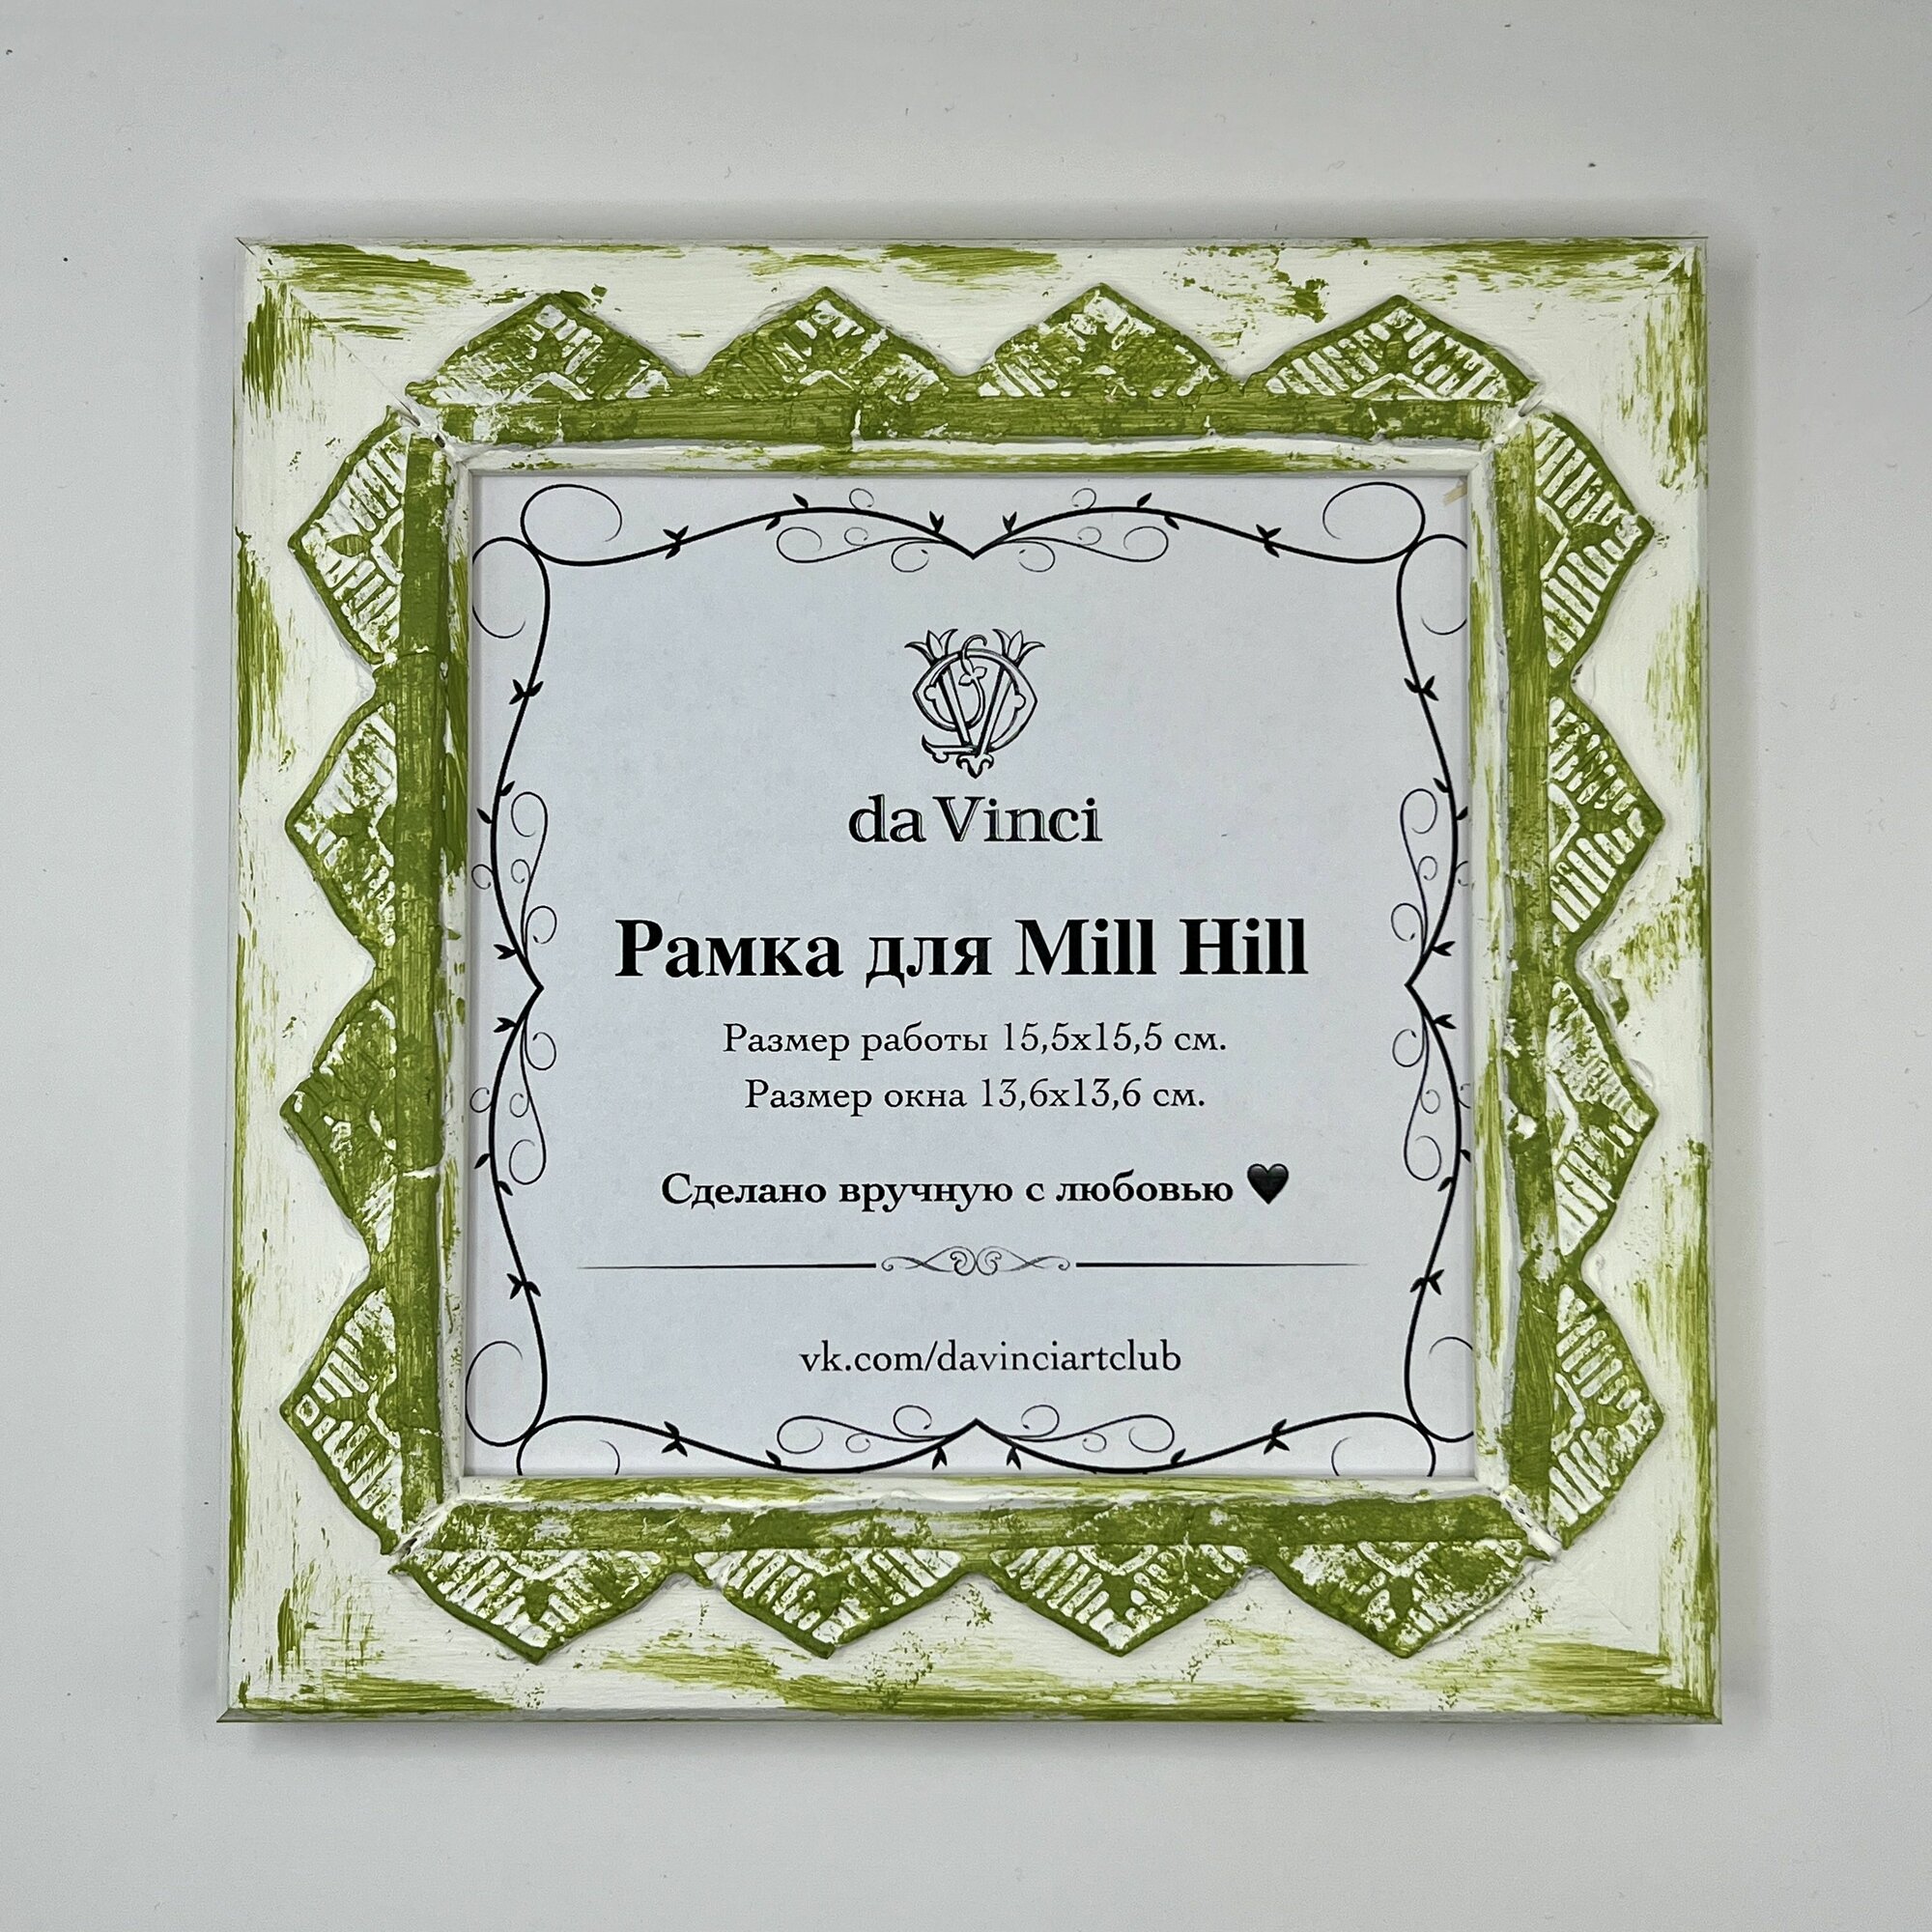 da Vinci
Рамка для Mill Hill
Размер работы 15,5х15,5 см.
Размер окна 13,6х13,6 см.
Сделано вручную с любовью 🖤
vk.com/davinciartclub